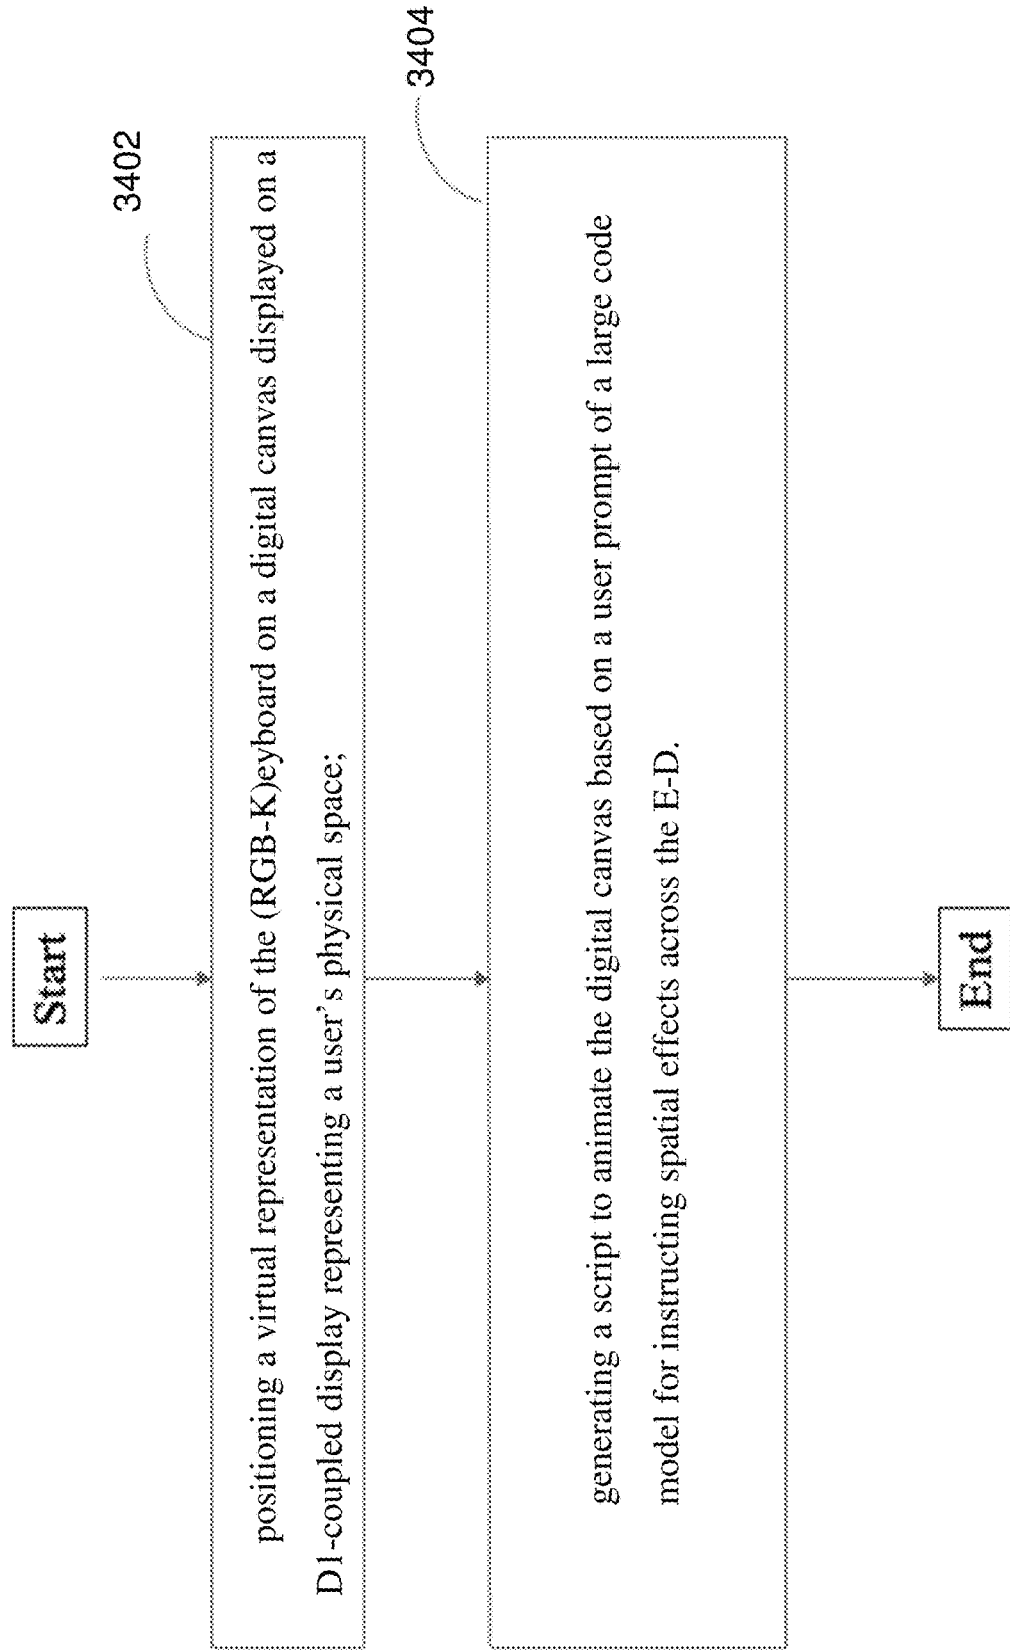 Start
3402
positioning a virtual representation of the (RGB-K)eyboard on a digital canvas displayed on a
D1-coupled display representing a user's physical space;
3404
generating a script to animate the digital canvas based on a user prompt of a large code
model for instructing spatial effects across the E-D.
End